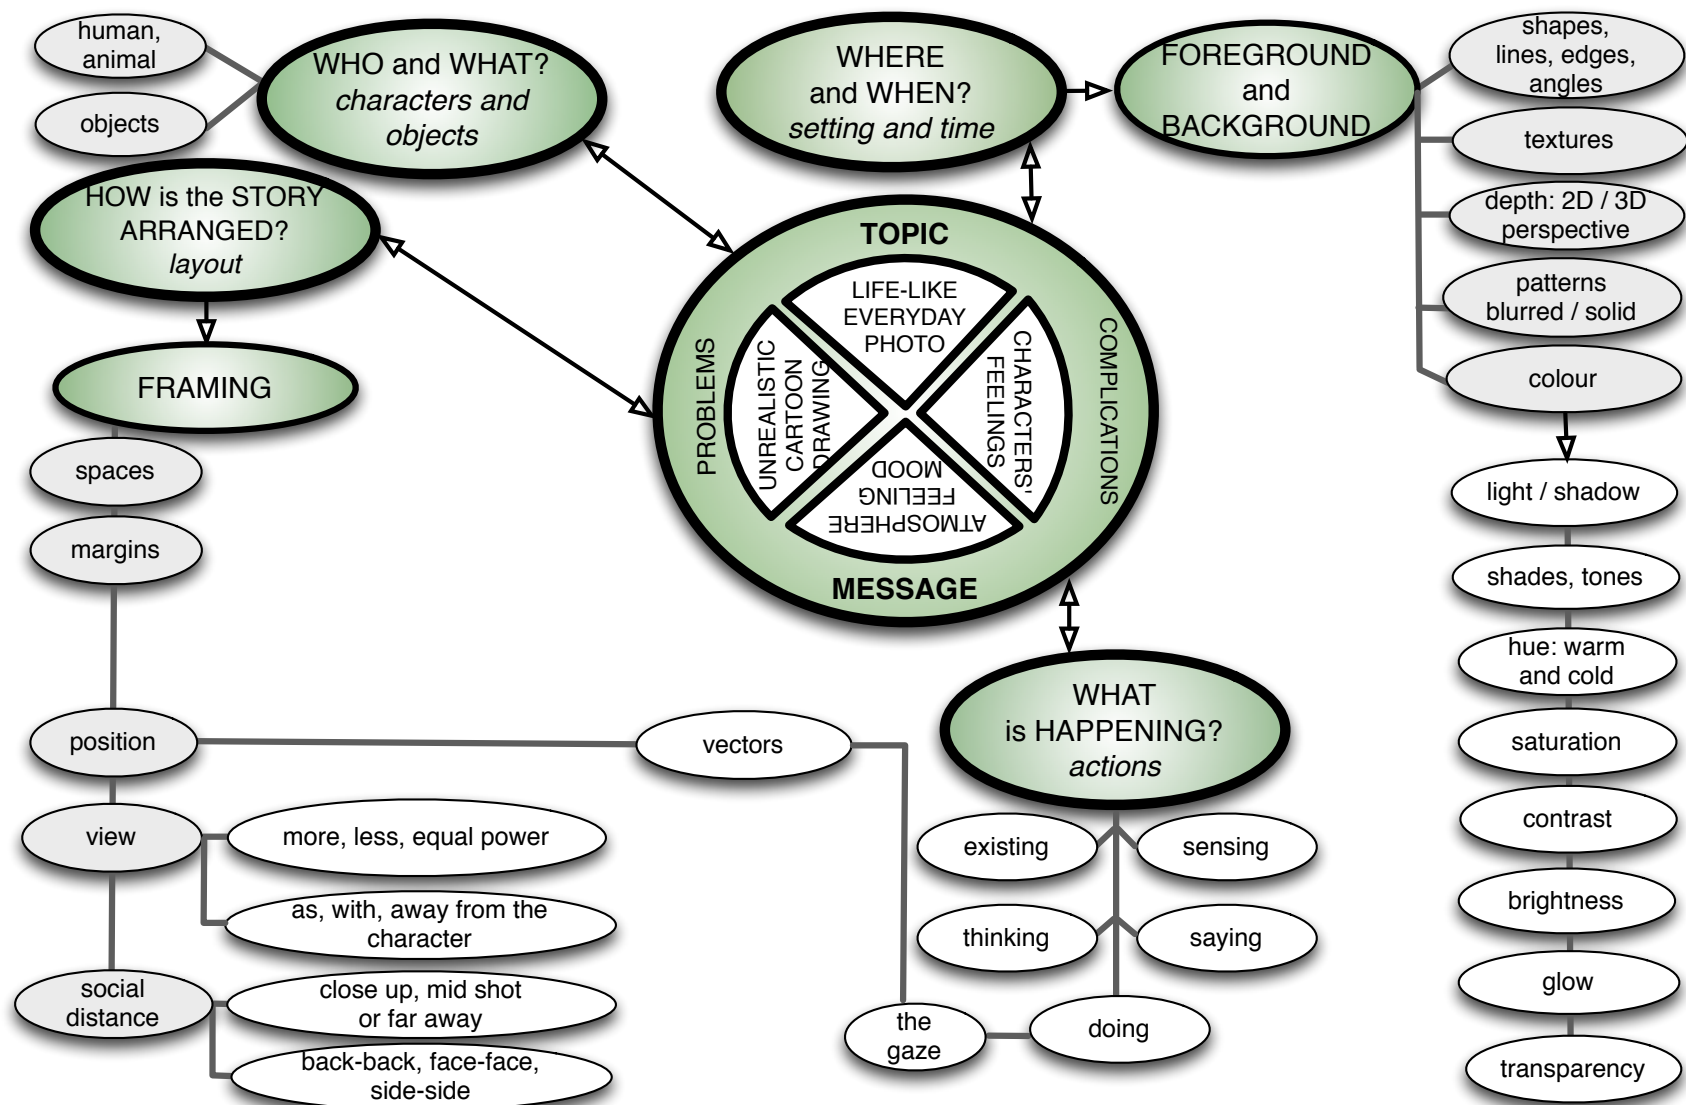 human,
animal
objects
WHO and WHAT?
characters and
objects
WHERE
and WHEN?
setting and time
FOREGROUND
and
BACKGROUND
shapes,
lines, edges,
angles
textures
depth: 2D / 3D
perspective
patterns
blurred / solid
colour
light / shadow
shades, tones
hue: warm
and cold
saturation
contrast
brightness
glow
transparency
HOW is the STORY
ARRANGED?
layout
FRAMING
spaces
margins
position
view
social
distance
more, less, equal power
as, with, away from the
character
close up, mid shot
or far away
back-back, face-face,
side-side
vectors
TOPIC
PROBLEMS
COMPLICATIONS
MESSAGE
LIFE-LIKE
EVERYDAY
PHOTO
UNREALISTIC
CARTOON
DRAWING
CHARACTERS'
FEELINGS
ATMOSPHERE
FEELING
MOOD
WHAT
is HAPPENING?
actions
existing
sensing
thinking
saying
doing
the
gaze